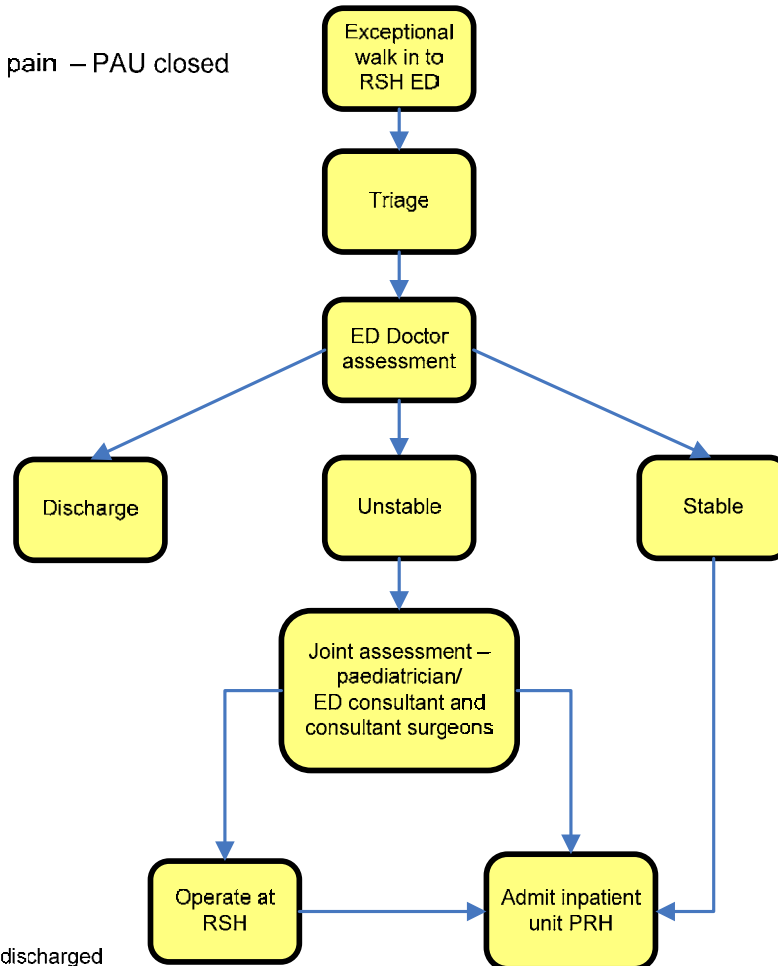 pain – PAU closed
Exceptional
walk in to
RSH ED
Triage
ED Doctor
assessment
Discharge
Unstable
Stable
Joint assessment –
paediatrician/
ED consultant and
consultant surgeons
Operate at
RSH
Admit inpatient
unit PRH
discharged